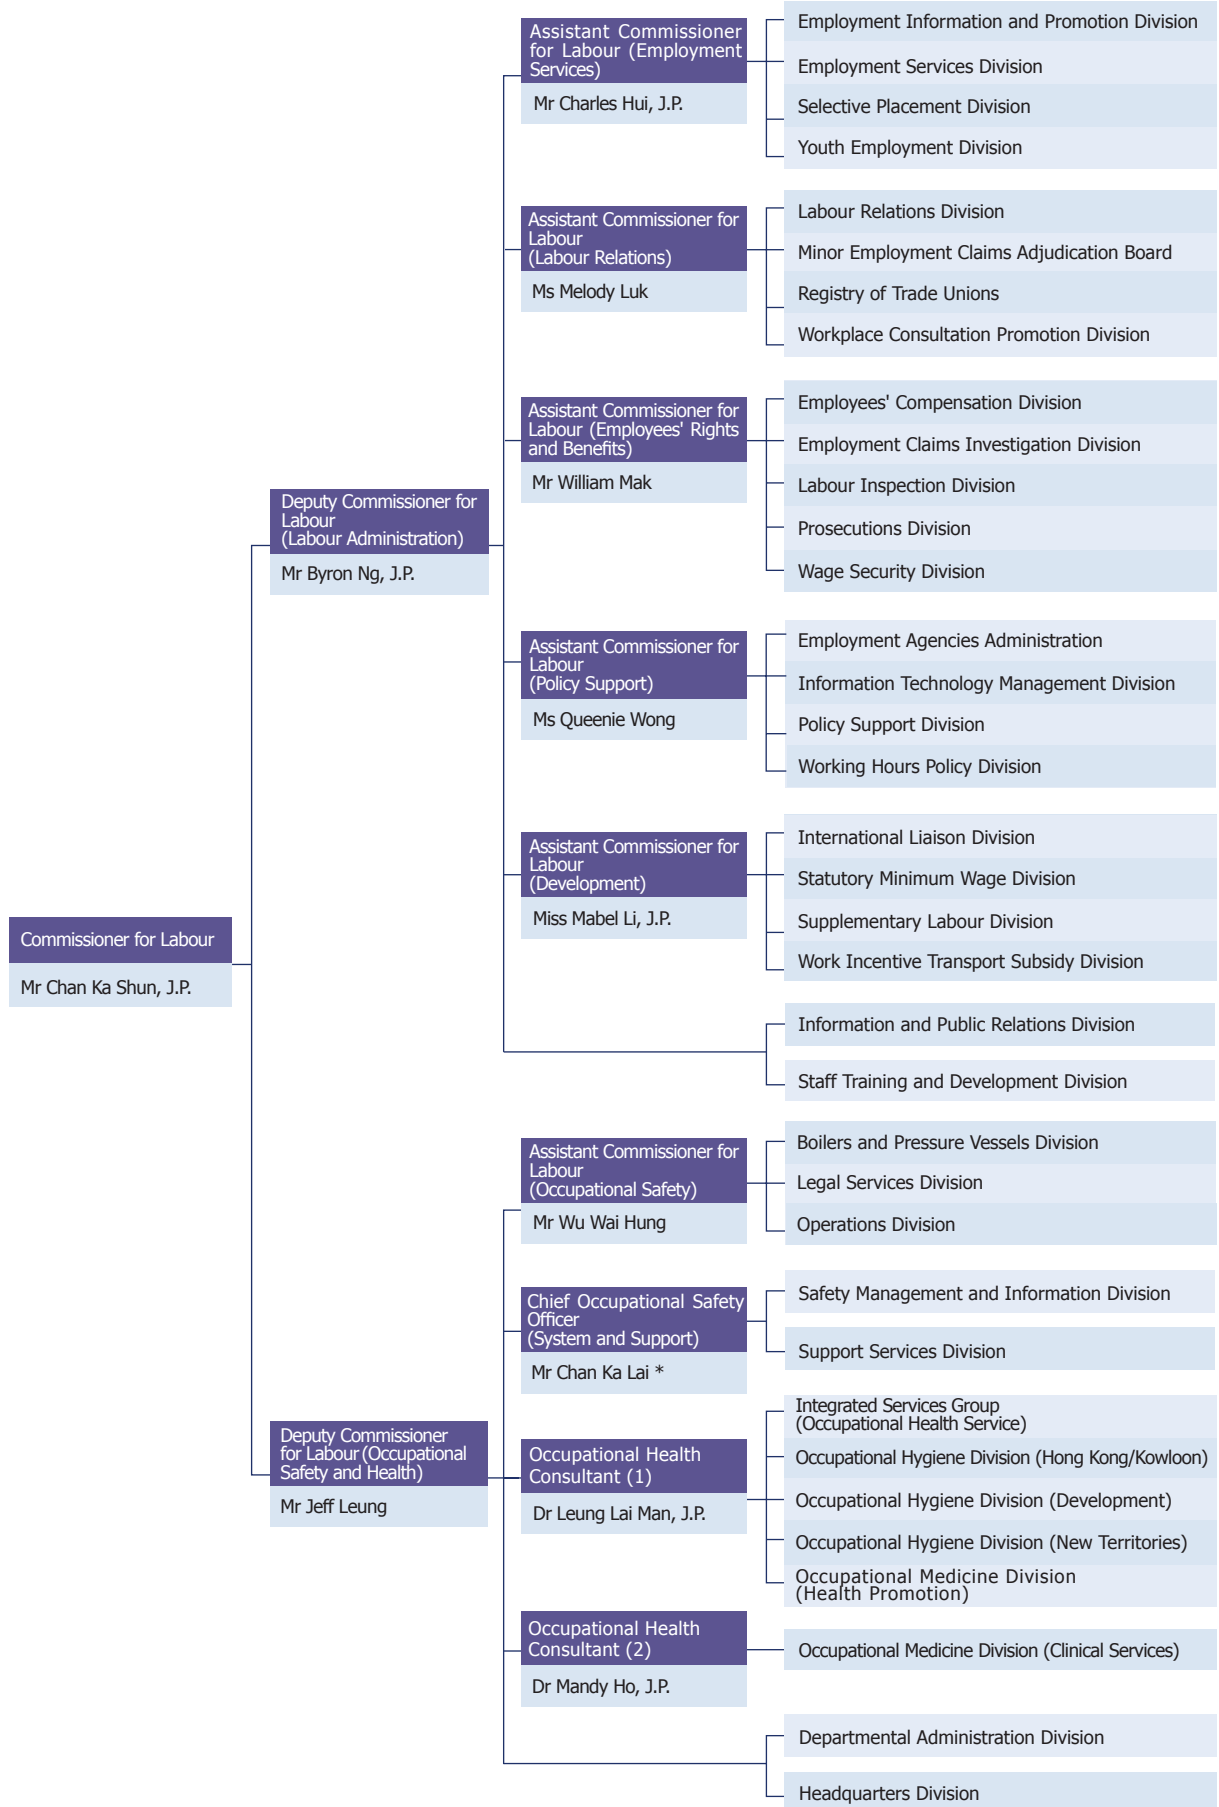 Commissioner for Labour
Mr Chan Ka Shun, J.P.
Deputy Commissioner for
Labour
(Labour Administration)
Mr Byron Ng, J.P.
Assistant Commissioner
for Labour (Employment
Services)
Mr Charles Hui, J.P.
Employment Information and Promotion Division
Employment Services Division
Selective Placement Division
Youth Employment Division
Assistant Commissioner for
Labour
(Labour Relations)
Ms Melody Luk
Labour Relations Division
Minor Employment Claims Adjudication Board
Registry of Trade Unions
Workplace Consultation Promotion Division
Assistant Commissioner for
Labour (Employees' Rights
and Benefits)
Mr William Mak
Employees' Compensation Division
Employment Claims Investigation Division
Labour Inspection Division
Prosecutions Division
Wage Security Division
Assistant Commissioner for
Labour
(Policy Support)
Ms Queenie Wong
Employment Agencies Administration
Information Technology Management Division
Policy Support Division
Working Hours Policy Division
Assistant Commissioner for
Labour
(Development)
Miss Mabel Li, J.P.
International Liaison Division
Statutory Minimum Wage Division
Supplementary Labour Division
Work Incentive Transport Subsidy Division
Information and Public Relations Division
Staff Training and Development Division
Deputy Commissioner
for Labour (Occupational
Safety and Health)
Mr Jeff Leung
Assistant Commissioner for
Labour
(Occupational Safety)
Mr Wu Wai Hung
Boilers and Pressure Vessels Division
Legal Services Division
Operations Division
Chief Occupational Safety
Officer
(System and Support)
Mr Chan Ka Lai *
Safety Management and Information Division
Support Services Division
Occupational Health
Consultant (1)
Dr Leung Lai Man, J.P.
Integrated Services Group
(Occupational Health Service)
Occupational Hygiene Division (Hong Kong/Kowloon)
Occupational Hygiene Division (Development)
Occupational Hygiene Division (New Territories)
Occupational Medicine Division
(Health Promotion)
Occupational Health
Consultant (2)
Dr Mandy Ho, J.P.
Occupational Medicine Division (Clinical Services)
Departmental Administration Division
Headquarters Division